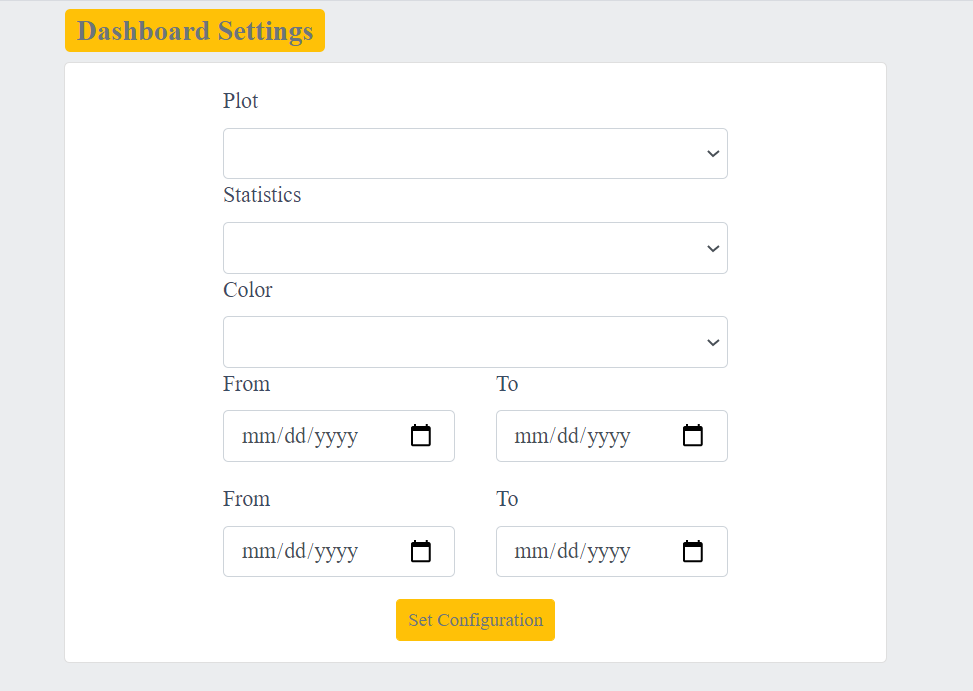 Dashboard Settings
Plot
Statistics
Color
From To
mm/dd/yyyy mm/dd/yyyy
From To
mm/dd/yyyy mm/dd/yyyy
Set Configuration